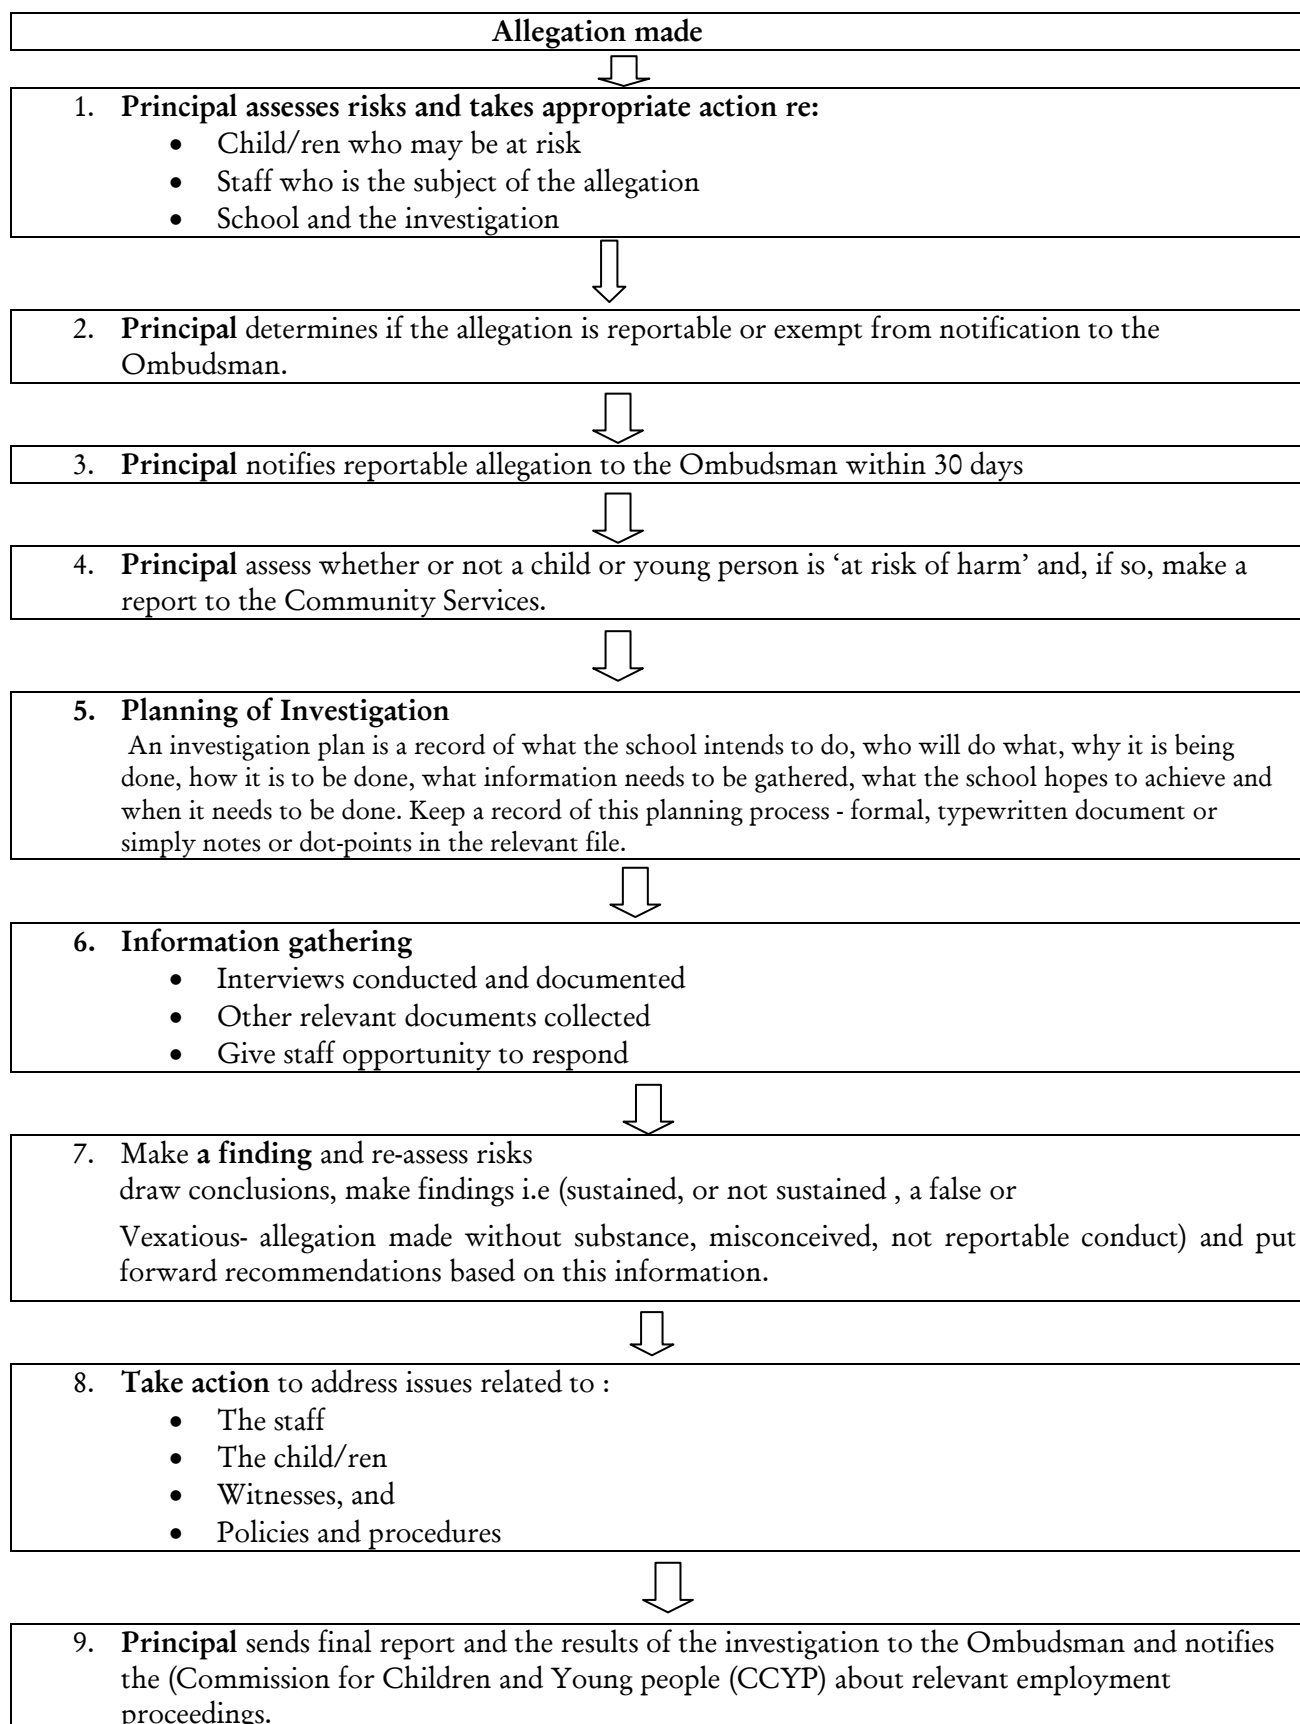 Allegation made
1. Principal assesses risks and takes appropriate action re:
• Child/ren who may be at risk
• Staff who is the subject of the allegation
• School and the investigation
2. Principal determines if the allegation is reportable or exempt from notification to the
Ombudsman.
3. Principal notifies reportable allegation to the Ombudsman within 30 days
4. Principal assess whether or not a child or young person is ‘at risk of harm’ and, if so, make a
report to the Community Services.
5. Planning of Investigation
An investigation plan is a record of what the school intends to do, who will do what, why it is being
done, how it is to be done, what information needs to be gathered, what the school hopes to achieve and
when it needs to be done. Keep a record of this planning process - formal, typewritten document or
simply notes or dot-points in the relevant file.
6. Information gathering
• Interviews conducted and documented
• Other relevant documents collected
• Give staff opportunity to respond
7. Make a finding and re-assess risks
draw conclusions, make findings i.e (sustained, or not sustained , a false or
Vexatious- allegation made without substance, misconceived, not reportable conduct) and put
forward recommendations based on this information.
8. Take action to address issues related to :
• The staff
• The child/ren
• Witnesses, and
• Policies and procedures
9. Principal sends final report and the results of the investigation to the Ombudsman and notifies
the (Commission for Children and Young people (CCYP) about relevant employment
proceedings.